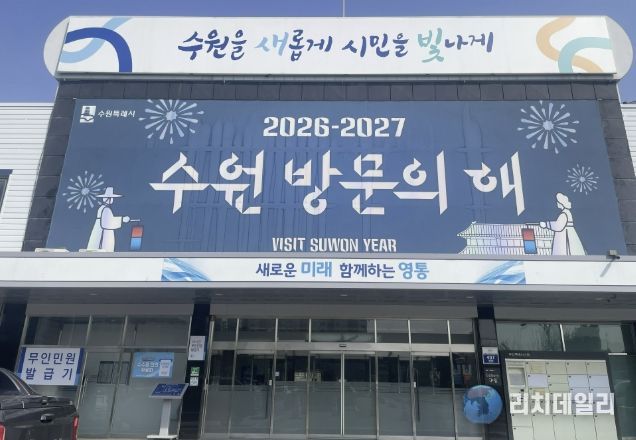 수원을 새롭게 시민을 빛나게
수원특례시
2026-2027
수원 방문의 해
VISIT SUWON YEAR
새로운 미래 함께하는 영통
무인민원
발급기
리치데일리